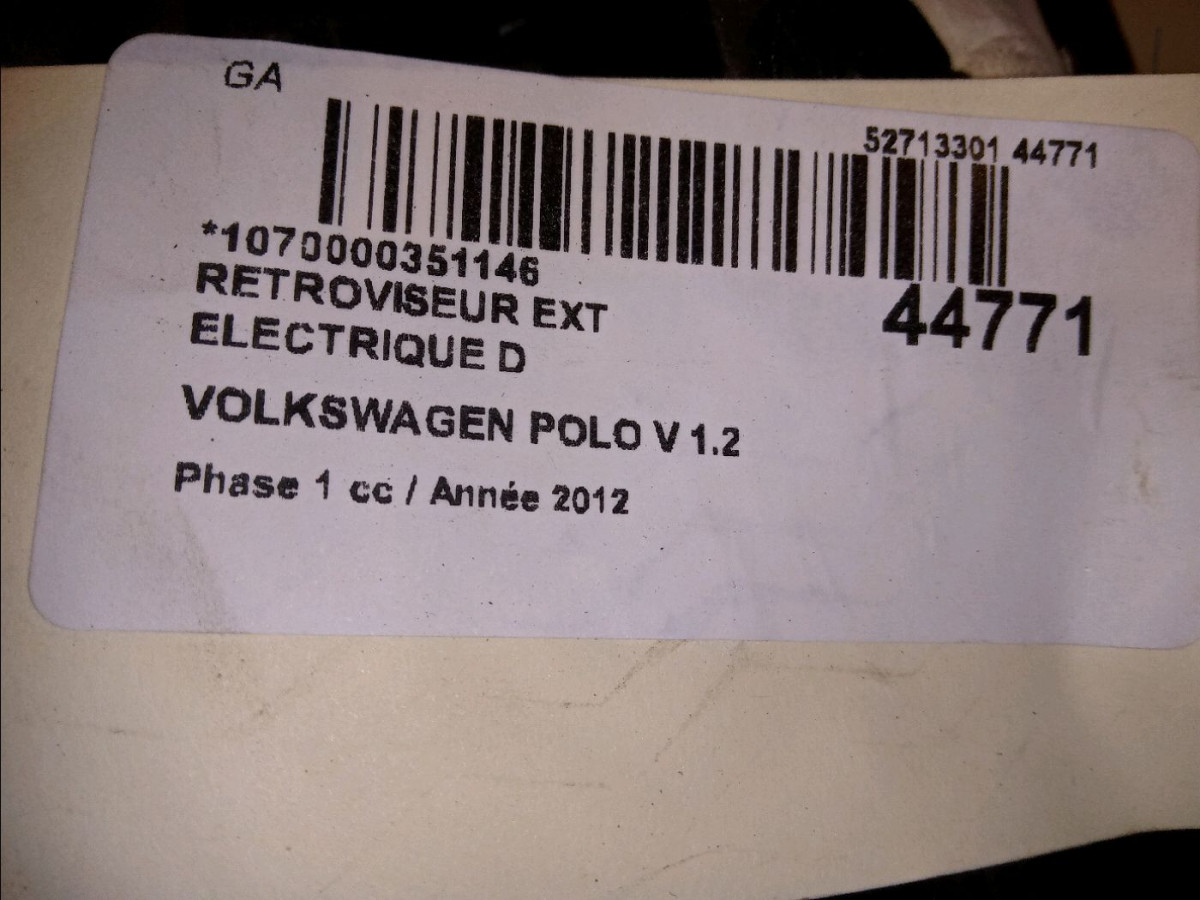 GA
52713301 44771
*1070000351146
RETROVISEUR EXT
44771
ELECTRIQUE D
VOLKSWAGEN POLO V 1.2
Phase 1 cc / Année 2012